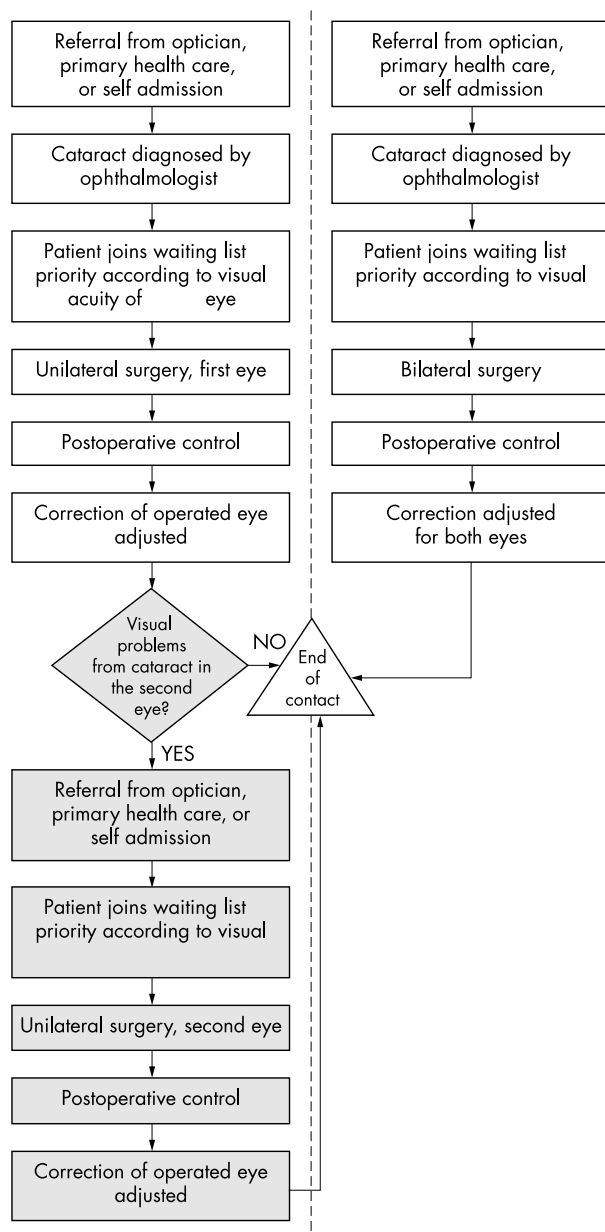 Referral from optician,
primary health care,
or self admission
Cataract diagnosed by
ophthalmologist
Patient joins waiting list
priority according to visual
acuity of eye
Unilateral surgery, first eye
Postoperative control
Correction of operated eye
adjusted
Visual
problems
from cataract in
the second
eye?
NO
YES
Referral from optician,
primary health care, or
self admission
Patient joins waiting list
priority according to visual
Unilateral surgery, second eye
Postoperative control
Correction of operated eye
adjusted
End
of
contact
Referral from optician,
primary health care,
or self admission
Cataract diagnosed by
ophthalmologist
Patient joins waiting list
priority according to visual
Bilateral surgery
Postoperative control
Correction adjusted
for both eyes